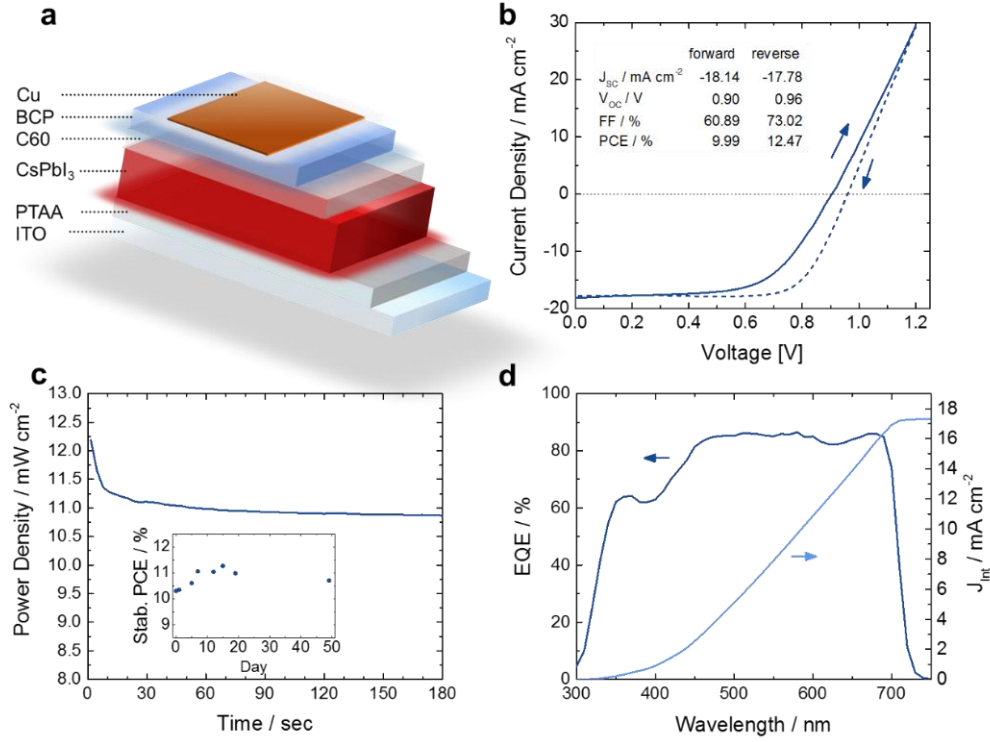 a
Cu
BCP
C60
CsPbI₃
PTAA
ITO
b
Current Density / mA cm⁻²
30
20
10
0
-10
-20
forward reverse
J_SC / mA cm⁻² -18.14 -17.78
V_OC / V 0.90 0.96
FF / % 60.89 73.02
PCE / % 9.99 12.47
0.0 0.2 0.4 0.6 0.8 1.0 1.2
Voltage [V]
c
Power Density / mW cm⁻²
13.0
12.5
12.0
11.5
11.0
10.5
10.0
9.5
9.0
8.5
8.0
Stab. PCE / %
12
11
10
9
0 10 20 30 40 50
Day
0 30 60 90 120 150 180
Time / sec
d
EQE / %
100
80
60
40
20
0
18
16
14
12
10
8
6
4
2
0
J_Int / mA cm⁻²
300 400 500 600 700
Wavelength / nm